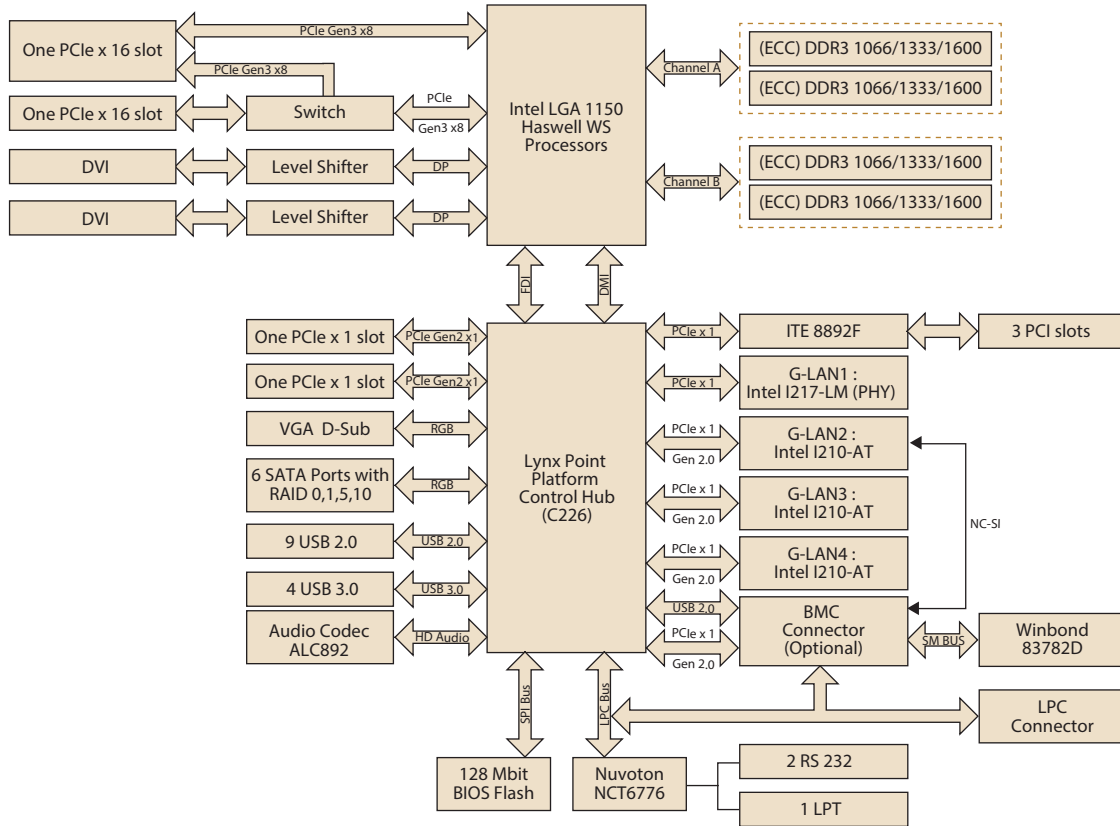 One PCIe x 16 slot
PCIe Gen3 x8
PCIe Gen3 x8
One PCIe x 16 slot
Switch
PCIe
Gen3 x8
DVI
Level Shifter
DP
DVI
Level Shifter
DP
Intel LGA 1150
Haswell WS
Processors
Channel A
(ECC) DDR3 1066/1333/1600
(ECC) DDR3 1066/1333/1600
Channel B
(ECC) DDR3 1066/1333/1600
(ECC) DDR3 1066/1333/1600
FDI
DMI
One PCIe x 1 slot
PCIe Gen2 x1
One PCIe x 1 slot
PCIe Gen2 x1
VGA D-Sub
RGB
6 SATA Ports with
RAID 0,1,5,10
RGB
9 USB 2.0
USB 2.0
4 USB 3.0
USB 3.0
Audio Codec
ALC892
HD Audio
Lynx Point
Platform
Control Hub
(C226)
PCIe x 1
ITE 8892F
3 PCI slots
PCIe x 1
G-LAN1 :
Intel I217-LM (PHY)
PCIe x 1
Gen 2.0
G-LAN2 :
Intel I210-AT
PCIe x 1
Gen 2.0
G-LAN3 :
Intel I210-AT
NC-SI
PCIe x 1
Gen 2.0
G-LAN4 :
Intel I210-AT
USB 2.0
PCIe x 1
Gen 2.0
BMC
Connector
(Optional)
SM BUS
Winbond
83782D
SPI Bus
LPC Bus
LPC
Connector
128 Mbit
BIOS Flash
Nuvoton
NCT6776
2 RS 232
1 LPT